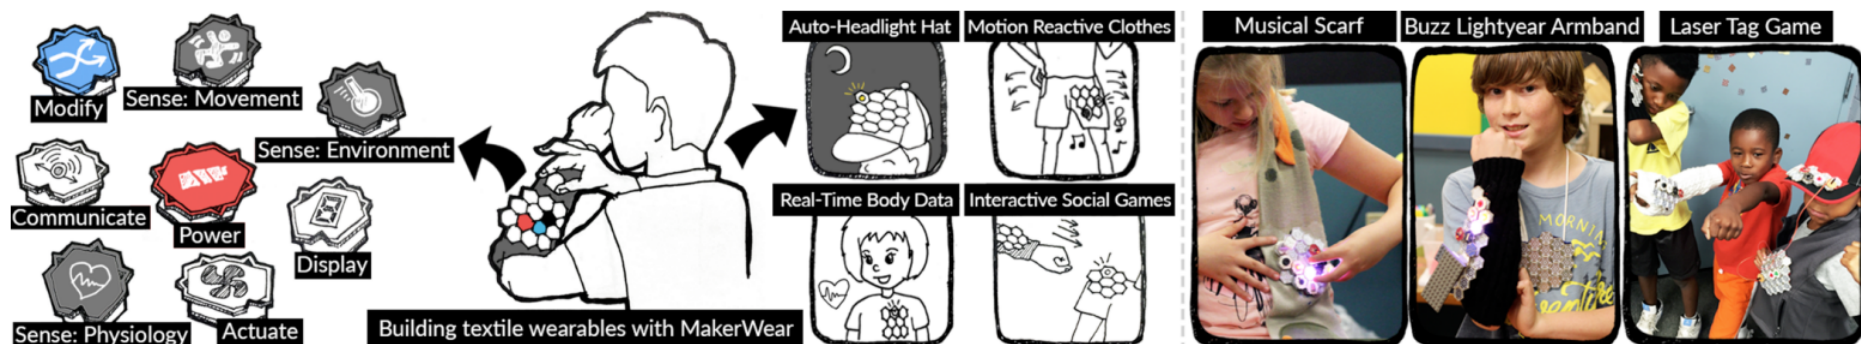 Modify
Sense: Movement
Sense: Environment
Communicate
Power
Display
Sense: Physiology
Actuate
Building textile wearables with MakerWear
Auto-Headlight Hat
Motion Reactive Clothes
Real-Time Body Data
Interactive Social Games
Musical Scarf
Buzz Lightyear Armband
Laser Tag Game